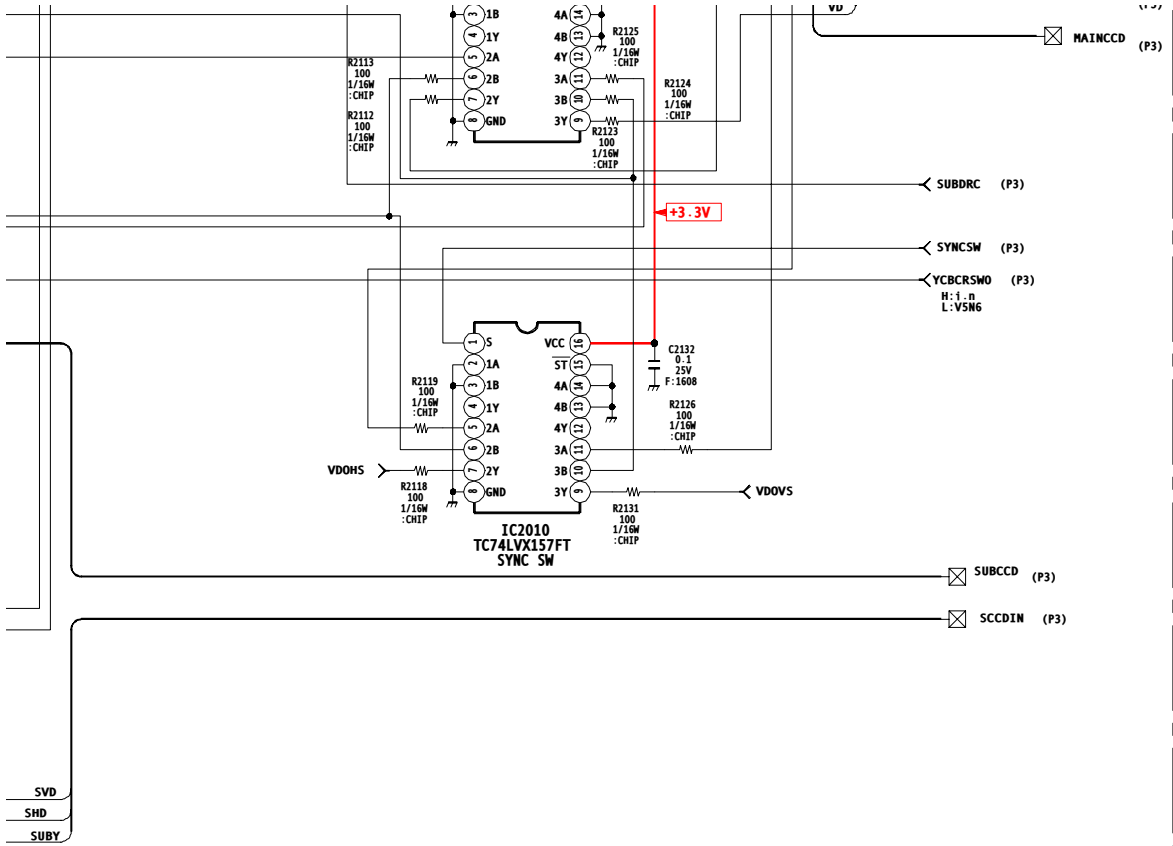 VD
(P3)
MAINCCD (P3)
3 1B
4 1Y
5 2A
6 2B
7 2Y
8 GND
4A 14
4B 13
4Y 12
3A 11
3B 10
3Y 9
R2125
100
1/16W
:CHIP
R2113
100
1/16W
:CHIP
R2112
100
1/16W
:CHIP
R2124
100
1/16W
:CHIP
R2123
100
1/16W
:CHIP
SUBDRC (P3)
+3.3V
SYNCSW (P3)
YCBCRSWO (P3)
H:i.n
L:V5N6
1 S
2 1A
3 1B
4 1Y
5 2A
6 2B
7 2Y
8 GND
VCC 16
ST 15
4A 14
4B 13
4Y 12
3A 11
3B 10
3Y 9
C2132
0.1
25V
F:1608
R2119
100
1/16W
:CHIP
R2126
100
1/16W
:CHIP
VDOHS
R2118
100
1/16W
:CHIP
VDOVS
R2131
100
1/16W
:CHIP
IC2010
TC74LVX157FT
SYNC SW
SUBCCD (P3)
SCCDIN (P3)
SVD
SHD
SUBY